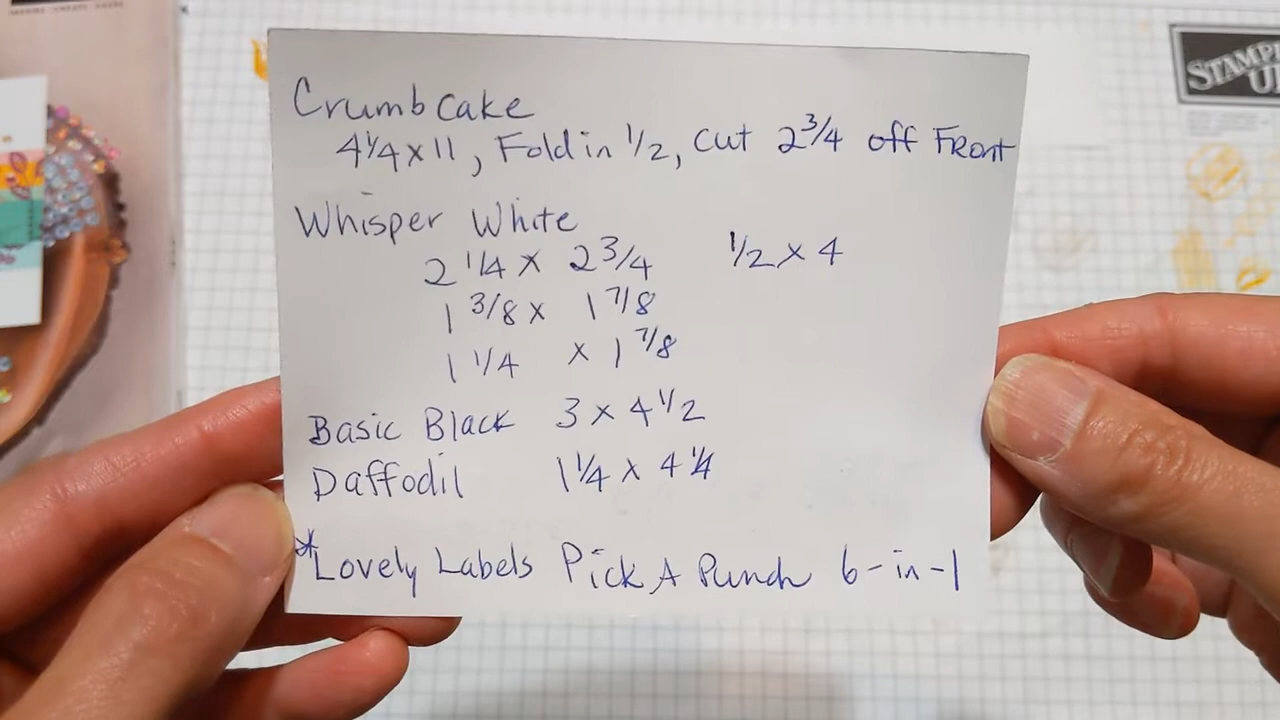 Crumb Cake
4 1/4 x 11, Fold in 1/2, Cut 2 3/4 off Front
Whisper White
2 1/4 x 2 3/4    1/2 x 4
1 3/8 x 1 7/8
1 1/4 x 1 7/8
Basic Black 3 x 4 1/2
Daffodil 1 1/4 x 4 1/4
*Lovely Labels Pick A Punch 6-in-1
STAMP
UP